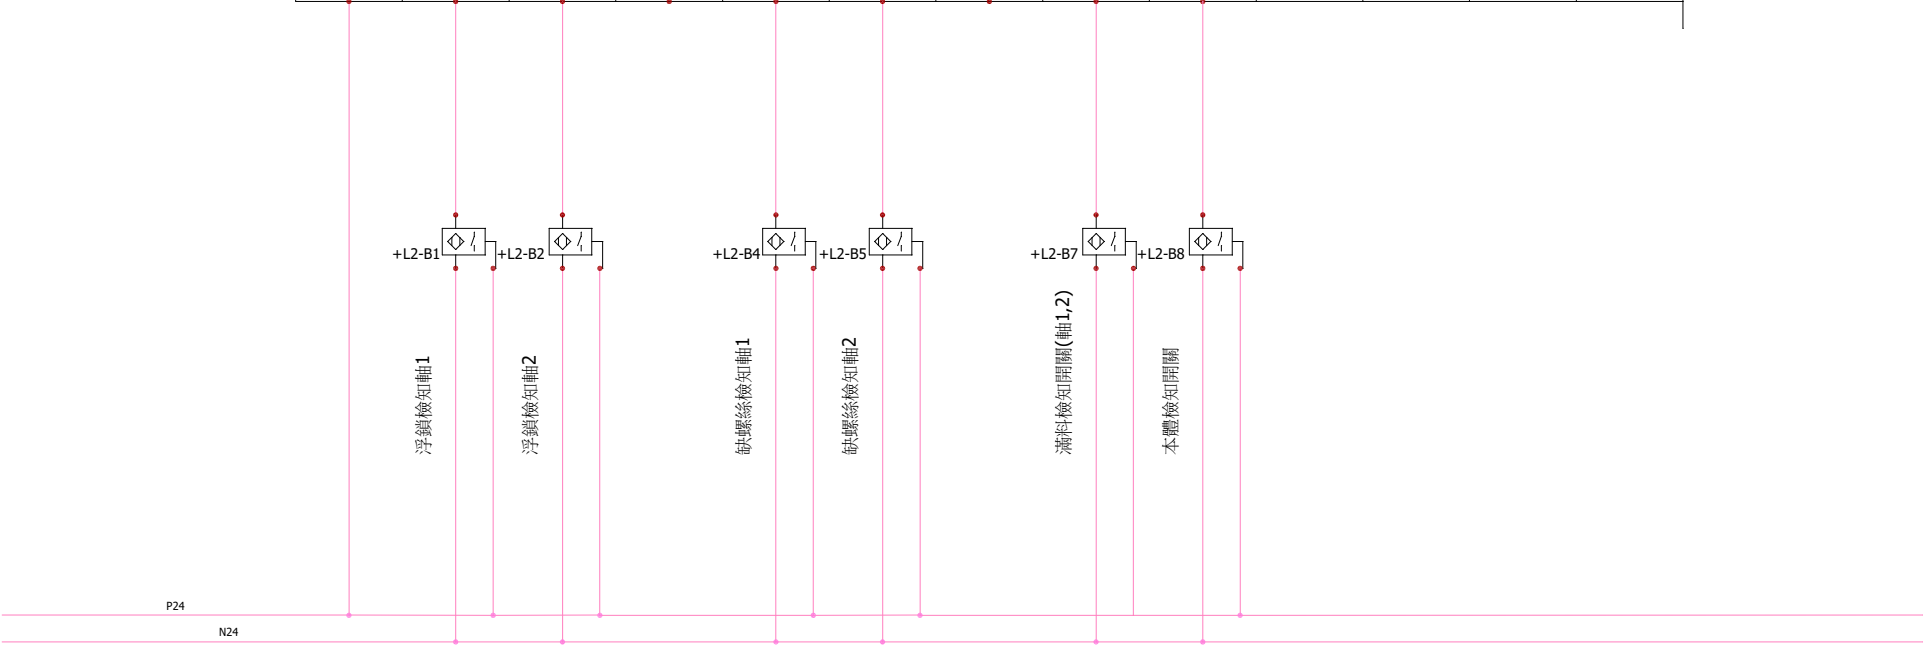 +L2-B1
+L2-B2
+L2-B4
+L2-B5
+L2-B7
+L2-B8
浮鎖檢知軸1
浮鎖檢知軸2
缺螺絲檢知軸1
缺螺絲檢知軸2
滿料檢知開關(軸1,2)
本體檢知開關
P24
N24